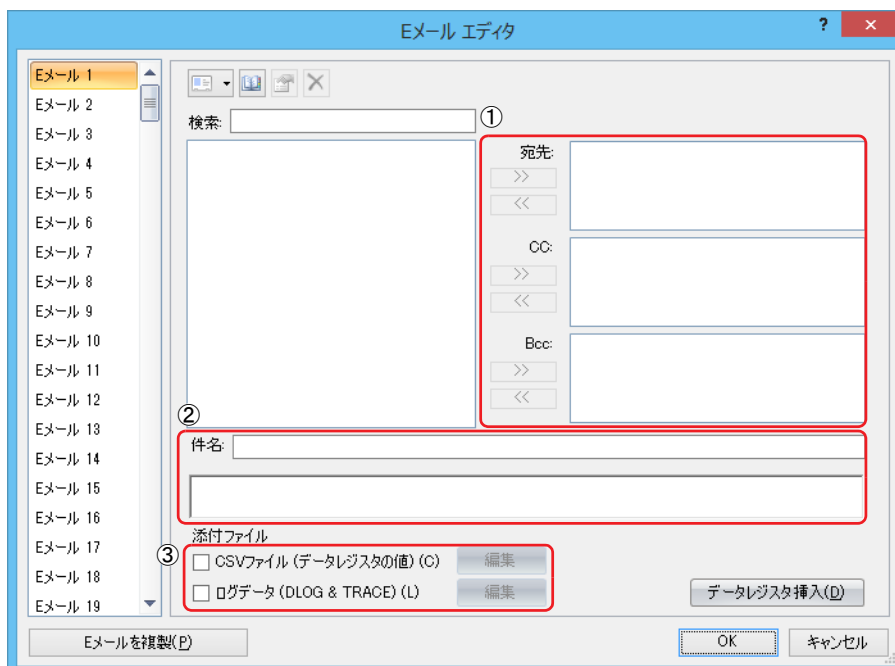 Eメール エディタ
?
×
Eメール 1
Eメール 2
Eメール 3
Eメール 4
Eメール 5
Eメール 6
Eメール 7
Eメール 8
Eメール 9
Eメール 10
Eメール 11
Eメール 12
Eメール 13
Eメール 14
Eメール 15
Eメール 16
Eメール 17
Eメール 18
Eメール 19
検索:
①
宛先:
>>
<<
CC:
>>
<<
Bcc:
>>
<<
②
件名:
添付ファイル
③
CSVファイル (データレジスタの値) (C) 編集
ログデータ (DLOG & TRACE) (L) 編集
データレジスタ挿入(D)
Eメールを複製(P)
OK
キャンセル